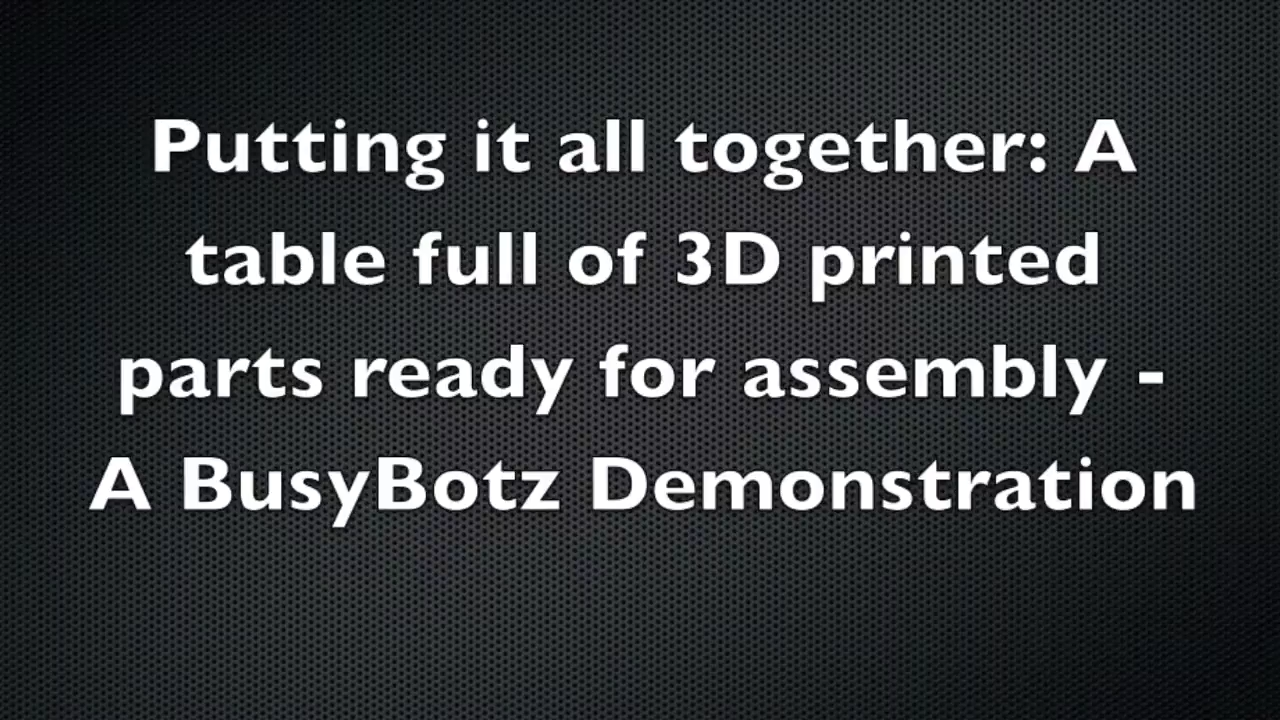 Putting it all together: A
table full of 3D printed
parts ready for assembly -
A BusyBotz Demonstration